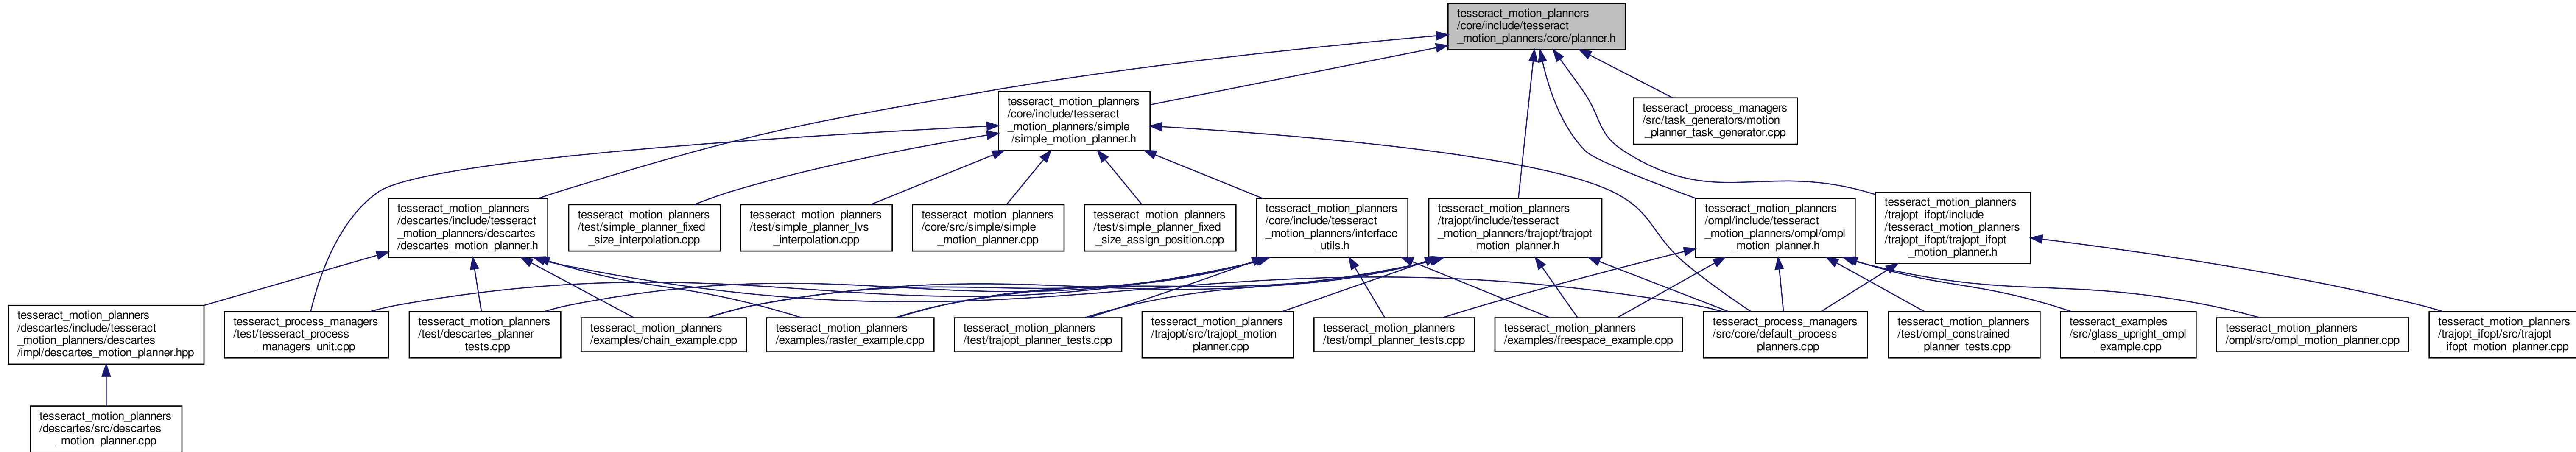 tesseract_motion_planners
/core/include/tesseract
_motion_planners/core/planner.h
tesseract_motion_planners
/core/include/tesseract
_motion_planners/simple
/simple_motion_planner.h
tesseract_process_managers
/src/task_generators/motion
_planner_task_generator.cpp
tesseract_motion_planners
/descartes/include/tesseract
_motion_planners/descartes
/descartes_motion_planner.h
tesseract_motion_planners
/test/simple_planner_fixed
_size_interpolation.cpp
tesseract_motion_planners
/test/simple_planner_lvs
_interpolation.cpp
tesseract_motion_planners
/core/src/simple/simple
_motion_planner.cpp
tesseract_motion_planners
/test/simple_planner_fixed
_size_assign_position.cpp
tesseract_motion_planners
/core/include/tesseract
_motion_planners/interface
_utils.h
tesseract_motion_planners
/trajopt/include/tesseract
_motion_planners/trajopt/trajopt
_motion_planner.h
tesseract_motion_planners
/ompl/include/tesseract
_motion_planners/ompl/ompl
_motion_planner.h
tesseract_motion_planners
/trajopt_ifopt/include
/tesseract_motion_planners
/trajopt_ifopt/trajopt_ifopt
_motion_planner.h
tesseract_motion_planners
/descartes/include/tesseract
_motion_planners/descartes
/impl/descartes_motion_planner.hpp
tesseract_process_managers
/test/tesseract_process
_managers_unit.cpp
tesseract_motion_planners
/test/descartes_planner
_tests.cpp
tesseract_motion_planners
/examples/chain_example.cpp
tesseract_motion_planners
/examples/raster_example.cpp
tesseract_motion_planners
/test/trajopt_planner_tests.cpp
tesseract_motion_planners
/trajopt/src/trajopt_motion
_planner.cpp
tesseract_motion_planners
/test/ompl_planner_tests.cpp
tesseract_motion_planners
/examples/freespace_example.cpp
tesseract_process_managers
/src/core/default_process
_planners.cpp
tesseract_motion_planners
/test/ompl_constrained
_planner_tests.cpp
tesseract_examples
/src/glass_upright_ompl
_example.cpp
tesseract_motion_planners
/ompl/src/ompl_motion_planner.cpp
tesseract_motion_planners
/trajopt_ifopt/src/trajopt
_ifopt_motion_planner.cpp
tesseract_motion_planners
/descartes/src/descartes
_motion_planner.cpp